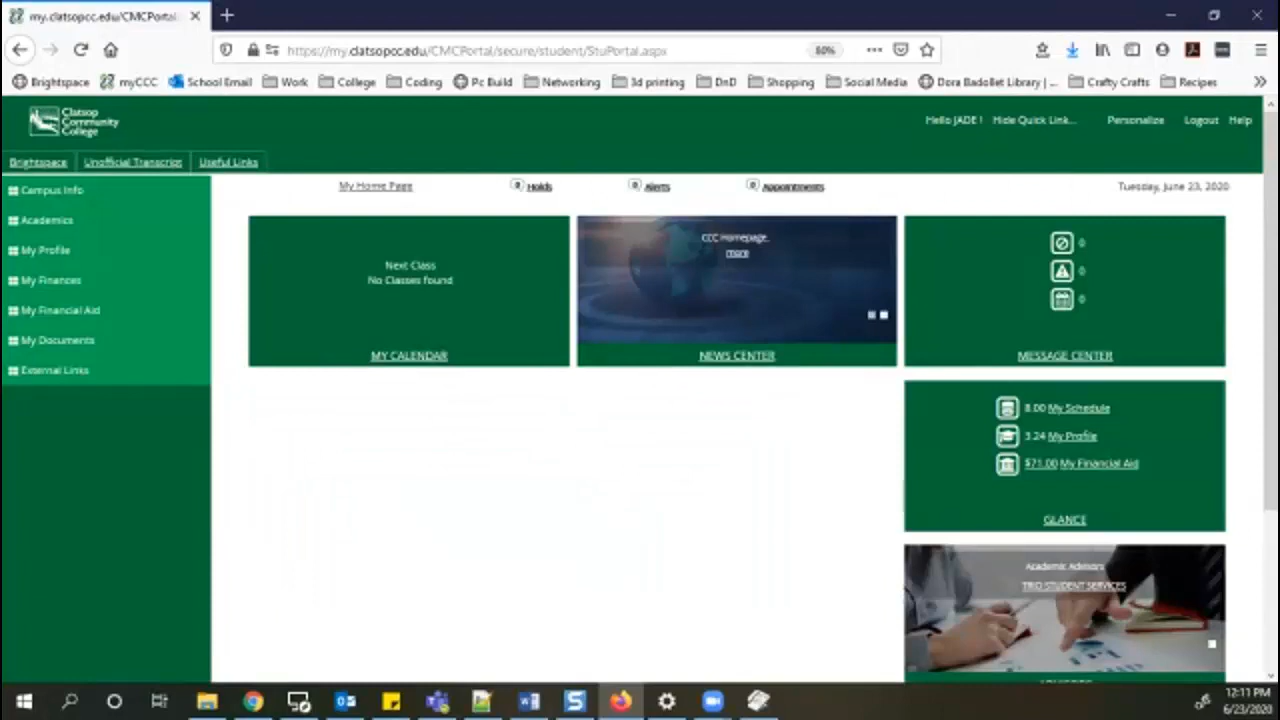 my.clatsopcc.edu/CMCPortal
https://my.clatsopcc.edu/CMCPortal/secure/student/StuPortal.aspx
80%
Brightspace myCCC School Email Work College Coding Pc Build Networking 3d printing DnD Shopping Social Media Dora Badollet Library | ... Crafty Crafts Recipes
Clatsop
Community
College
Hello JADE ! Hide Quick Link... Personalize Logout Help
Brightspace Unofficial Transcript Useful Links
Campus Info
Academics
My Profile
My Finances
My Financial Aid
My Documents
External Links
My Home Page 0 Holds 0 Alerts 0 Appointments Tuesday, June 23, 2020
Next Class
No Classes found
MY CALENDAR
CCC Homepage.
more
NEWS CENTER
0
0
0
MESSAGE CENTER
8.00 My Schedule
3.24 My Profile
$71.00 My Financial Aid
GLANCE
Academic Advisors
TRIO STUDENT SERVICES
12:11 PM
6/23/2020